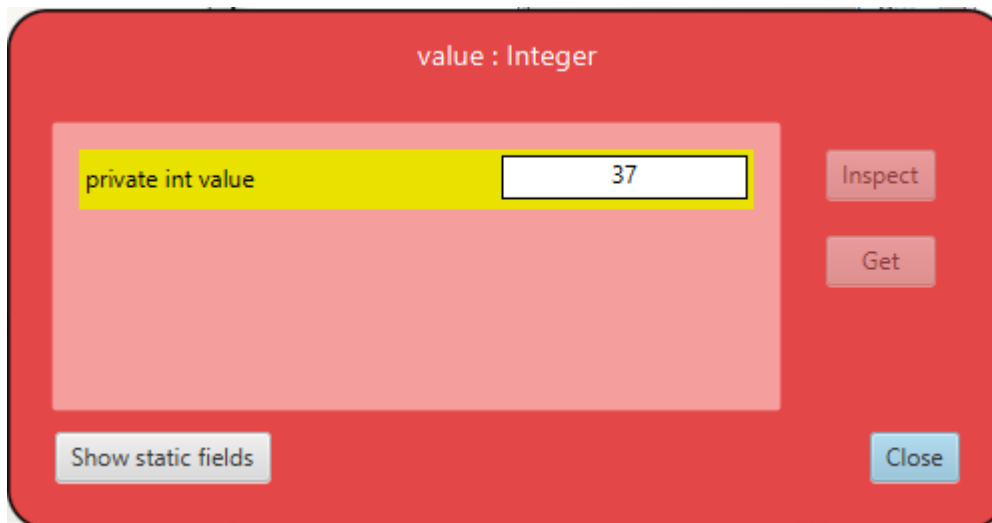 value : Integer
private int value 37
Inspect
Get
Show static fields
Close